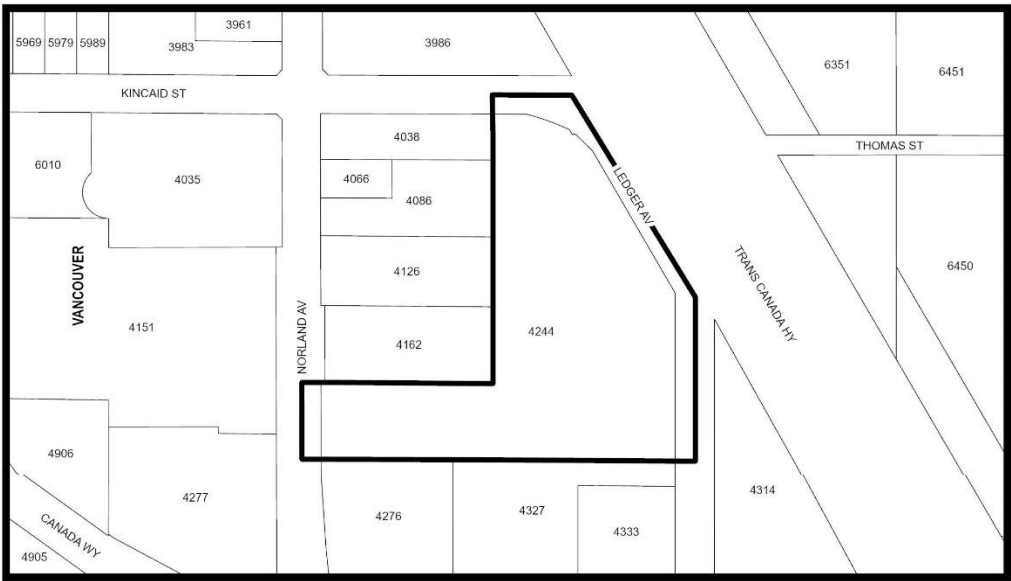 3961
5969 5979 5989 3983 3986
6351 6451
KINCAID ST
4038
THOMAS ST
6010 4035 4066
4086
LEDGER AV
VANCOUVER
4126
TRANS CANADA HY
6450
4151
NORLAND AV
4162
4244
4906
4277
4276
4327
4314
4333
CANADA WY
4905